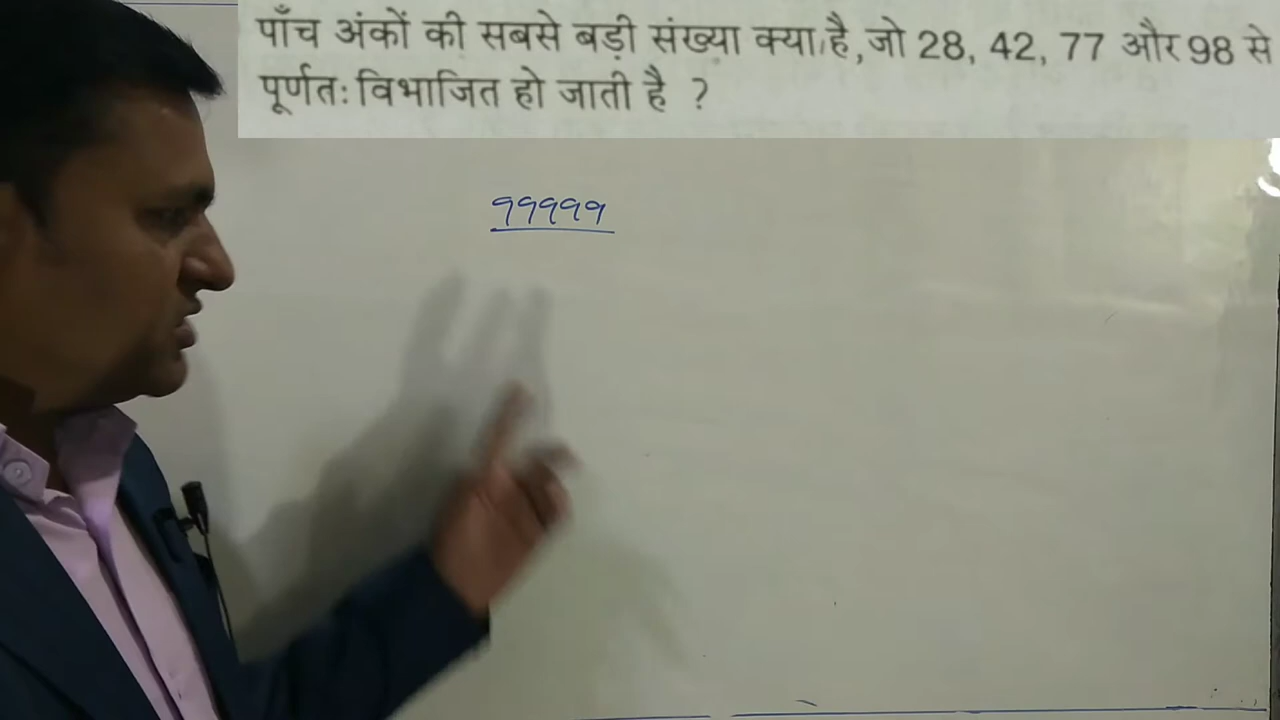 पाँच अंकों की सबसे बड़ी संख्या क्या है, जो 28, 42, 77 और 98 से
पूर्णतः विभाजित हो जाती है ?
99999